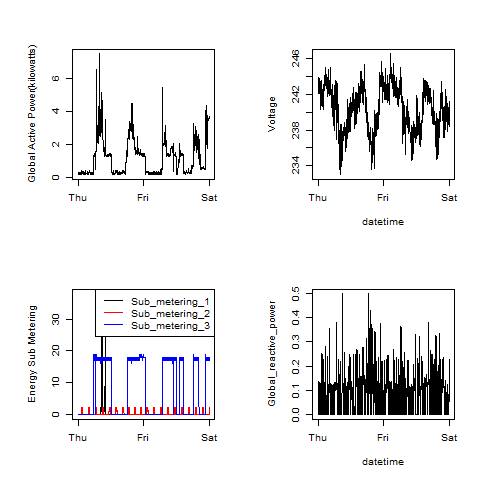 Global Active Power(kilowatts)
0 2 4 6
Thu Fri Sat
Voltage
234 238 242 246
Thu Fri Sat
datetime
Energy Sub Metering
0 10 20 30
Sub_metering_1
Sub_metering_2
Sub_metering_3
Thu Fri Sat
Global_reactive_power
0.0 0.1 0.2 0.3 0.4 0.5
Thu Fri Sat
datetime